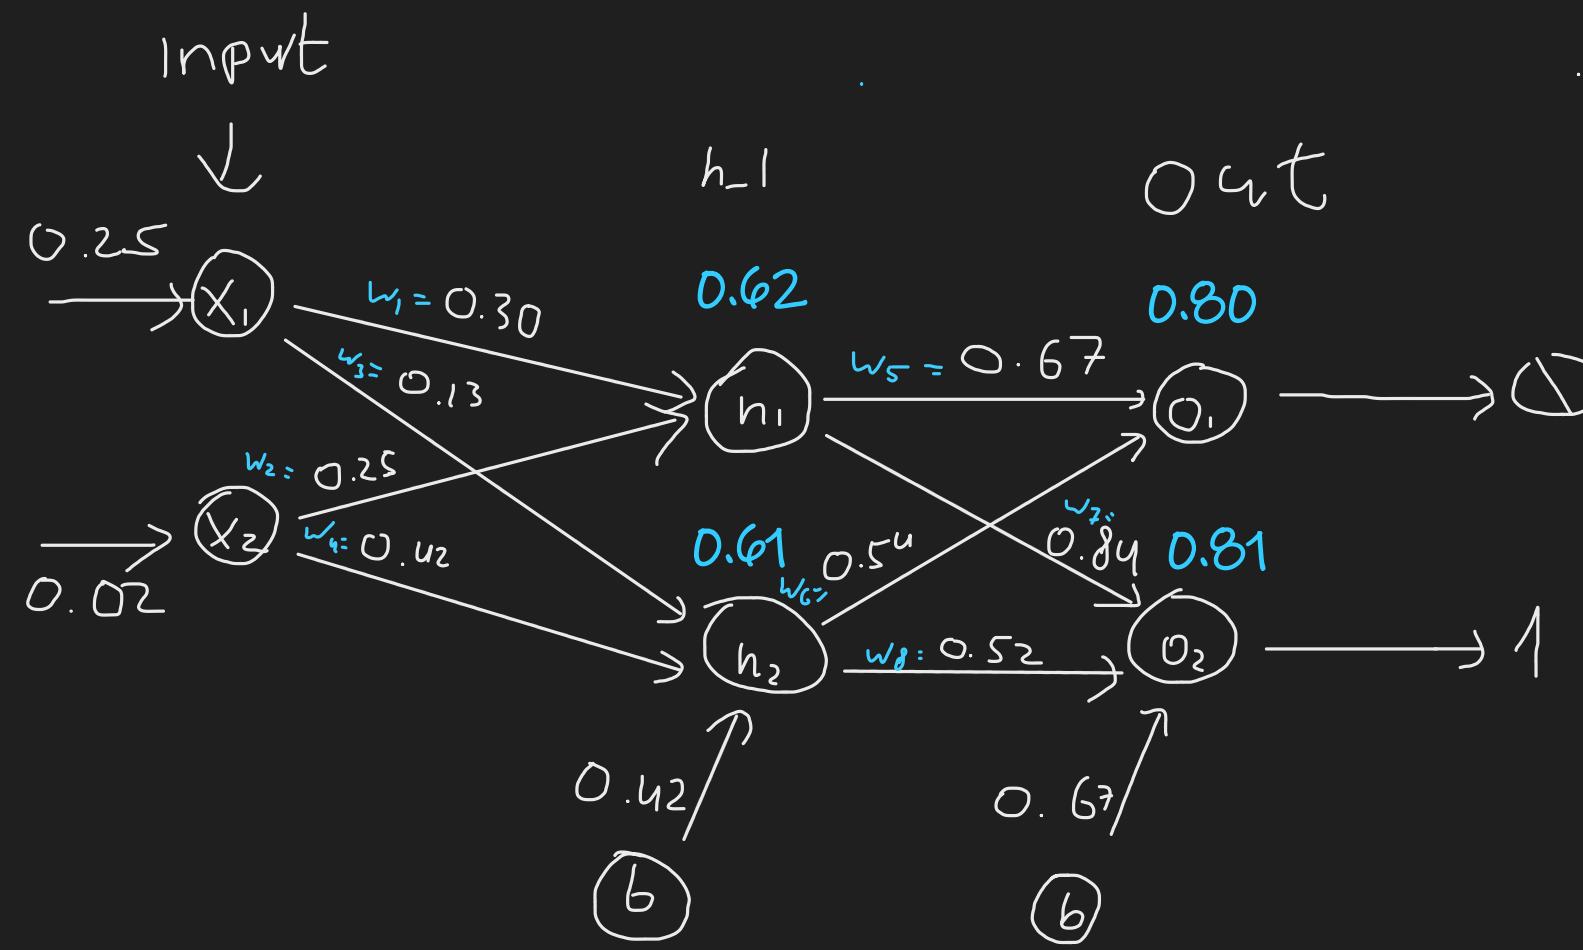 input
h_1
out
0.25
x₁
w₁ = 0.30
0.62
0.80
w₃= 0.13
w₅ = 0.67
h₁
o₁
0
w₂= 0.25
x₂
w₄= 0.42
0.02
0.61
w₆= 0.54
w₇= 0.84
0.81
h₂
w₈= 0.52
o₂
1
0.42
0.67
b
b